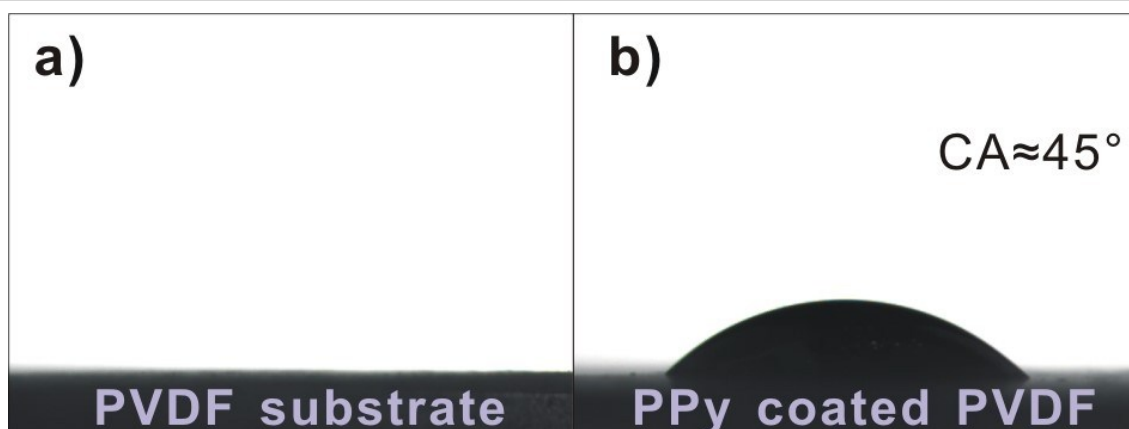 a)
PVDF substrate
b)
CA≈45°
PPy coated PVDF